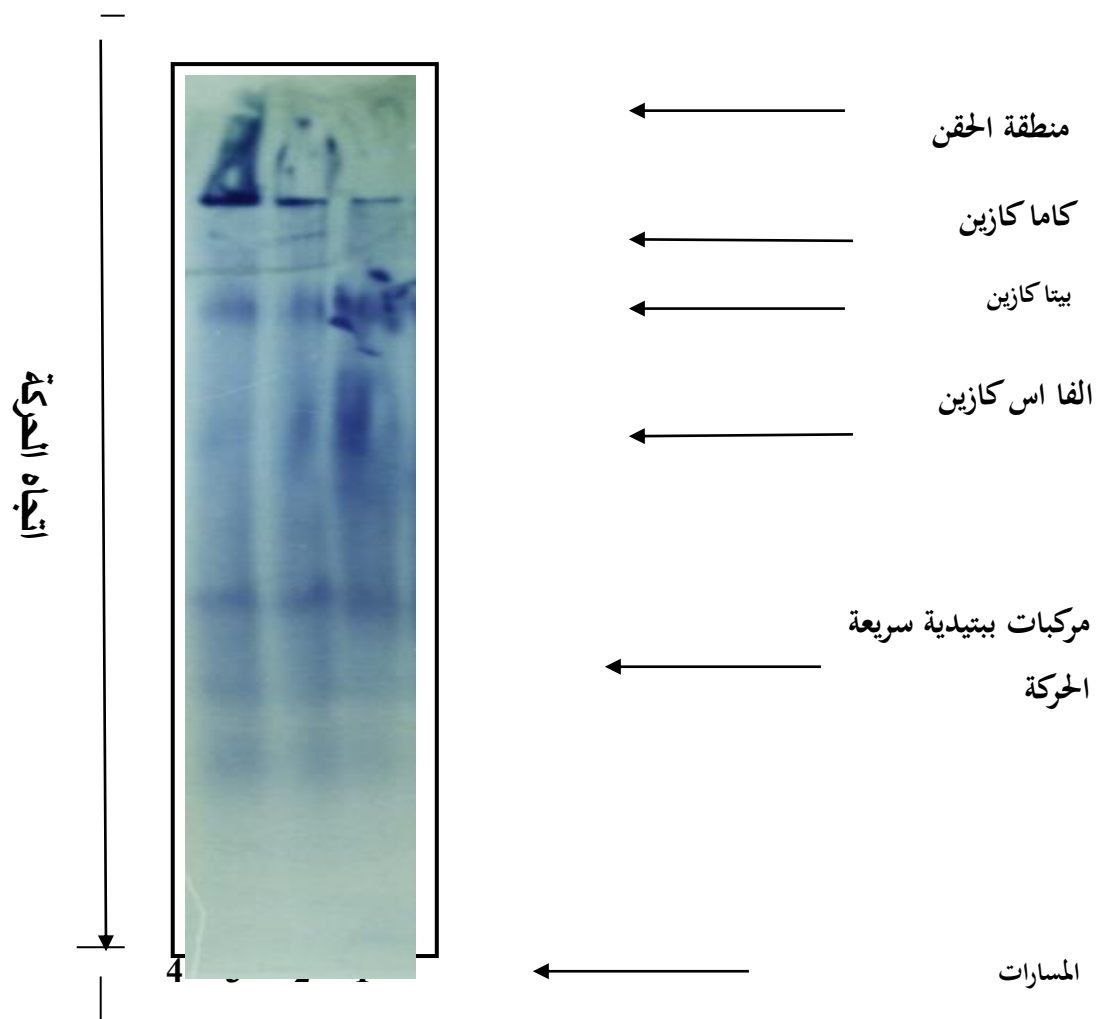 منطقة الحقن
كاما كازين
بيتا كازين
الفا اس كازين
اتجاه الحركة
مركبات ببتيدية سريعة
الحركة
المسارات
4